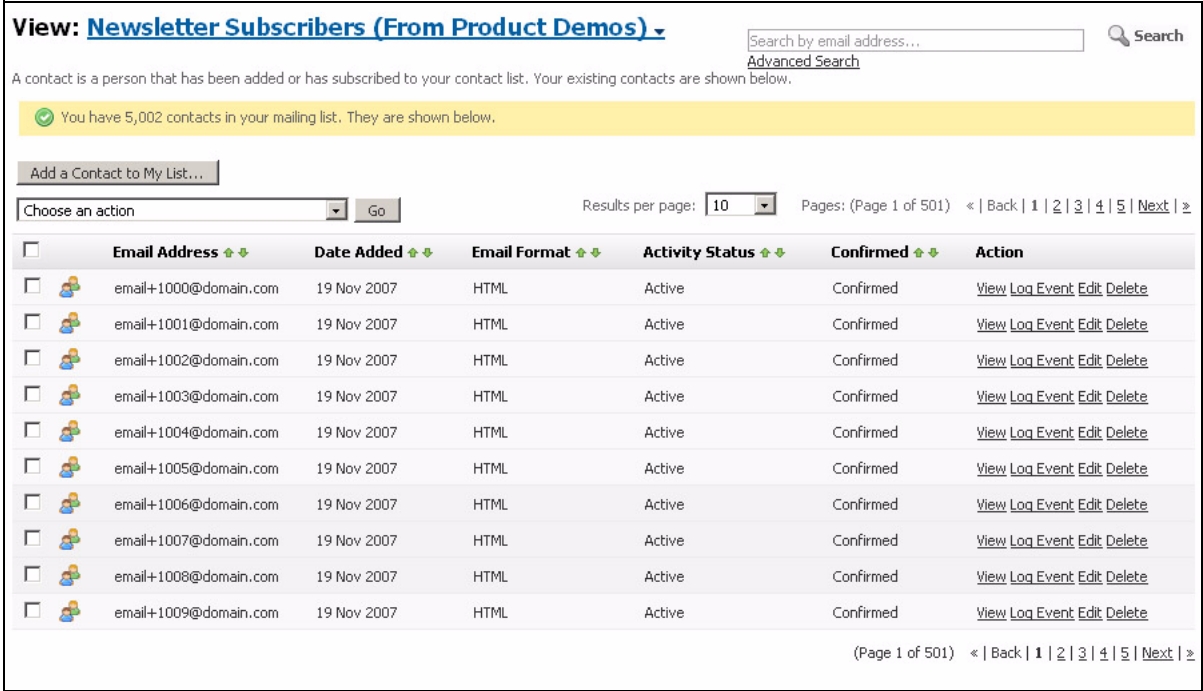 View: Newsletter Subscribers (From Product Demos)
Search by email address... Search
Advanced Search
A contact is a person that has been added or has subscribed to your contact list. Your existing contacts are shown below.
You have 5,002 contacts in your mailing list. They are shown below.
Add a Contact to My List...
Choose an action Go Results per page: 10 Pages: (Page 1 of 501) « | Back | 1 | 2 | 3 | 4 | 5 | Next | »
Email Address Date Added Email Format Activity Status Confirmed Action
email+1000@domain.com 19 Nov 2007 HTML Active Confirmed View Log Event Edit Delete
email+1001@domain.com 19 Nov 2007 HTML Active Confirmed View Log Event Edit Delete
email+1002@domain.com 19 Nov 2007 HTML Active Confirmed View Log Event Edit Delete
email+1003@domain.com 19 Nov 2007 HTML Active Confirmed View Log Event Edit Delete
email+1004@domain.com 19 Nov 2007 HTML Active Confirmed View Log Event Edit Delete
email+1005@domain.com 19 Nov 2007 HTML Active Confirmed View Log Event Edit Delete
email+1006@domain.com 19 Nov 2007 HTML Active Confirmed View Log Event Edit Delete
email+1007@domain.com 19 Nov 2007 HTML Active Confirmed View Log Event Edit Delete
email+1008@domain.com 19 Nov 2007 HTML Active Confirmed View Log Event Edit Delete
email+1009@domain.com 19 Nov 2007 HTML Active Confirmed View Log Event Edit Delete
(Page 1 of 501) « | Back | 1 | 2 | 3 | 4 | 5 | Next | »